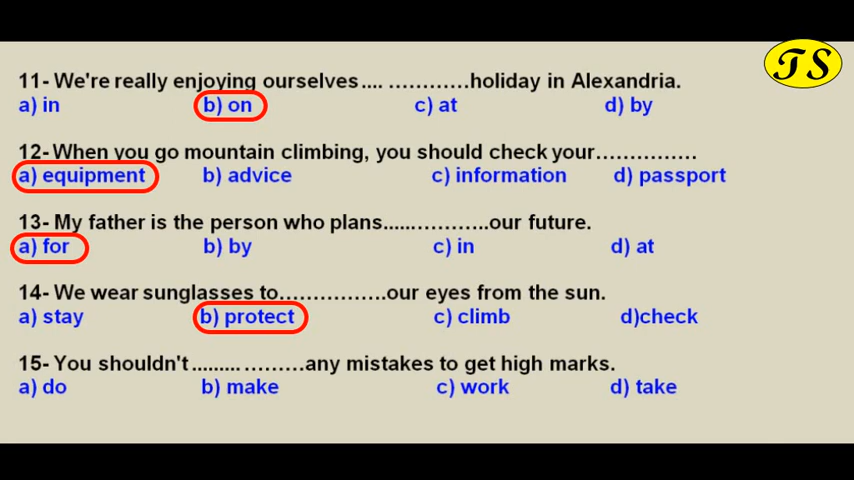 TS
11- We're really enjoying ourselves.... ............holiday in Alexandria.
a) in b) on c) at d) by
12- When you go mountain climbing, you should check your...............
a) equipment b) advice c) information d) passport
13- My father is the person who plans.................our future.
a) for b) by c) in d) at
14- We wear sunglasses to................our eyes from the sun.
a) stay b) protect c) climb d)check
15- You shouldn't......... .........any mistakes to get high marks.
a) do b) make c) work d) take